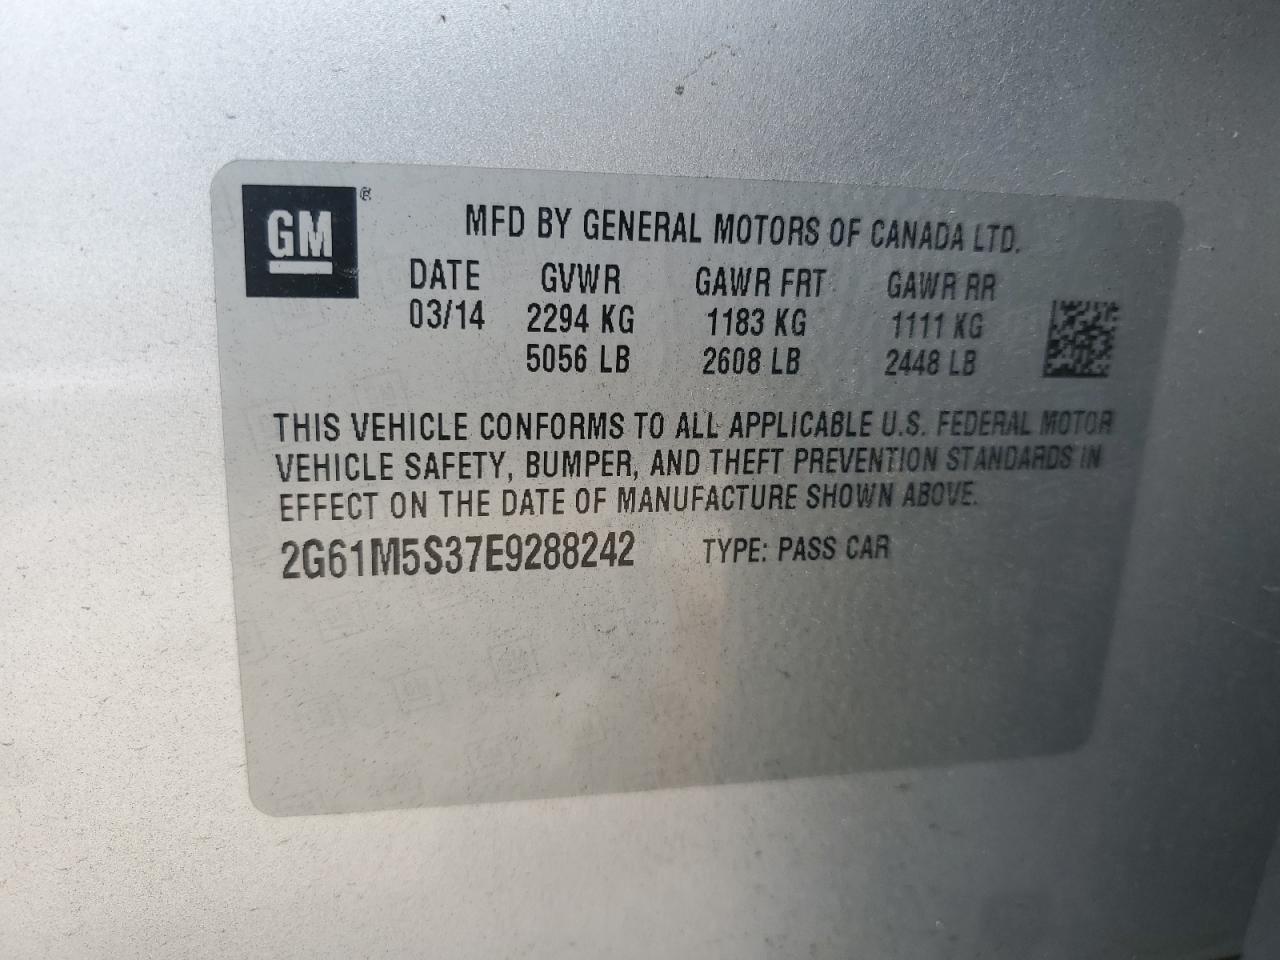 GM®
MFD BY GENERAL MOTORS OF CANADA LTD.
DATE GVWR GAWR FRT GAWR RR
03/14 2294 KG 1183 KG 1111 KG
5056 LB 2608 LB 2448 LB
THIS VEHICLE CONFORMS TO ALL APPLICABLE U.S. FEDERAL MOTOR
VEHICLE SAFETY, BUMPER, AND THEFT PREVENTION STANDARDS IN
EFFECT ON THE DATE OF MANUFACTURE SHOWN ABOVE.
2G61M5S37E9288242 TYPE: PASS CAR